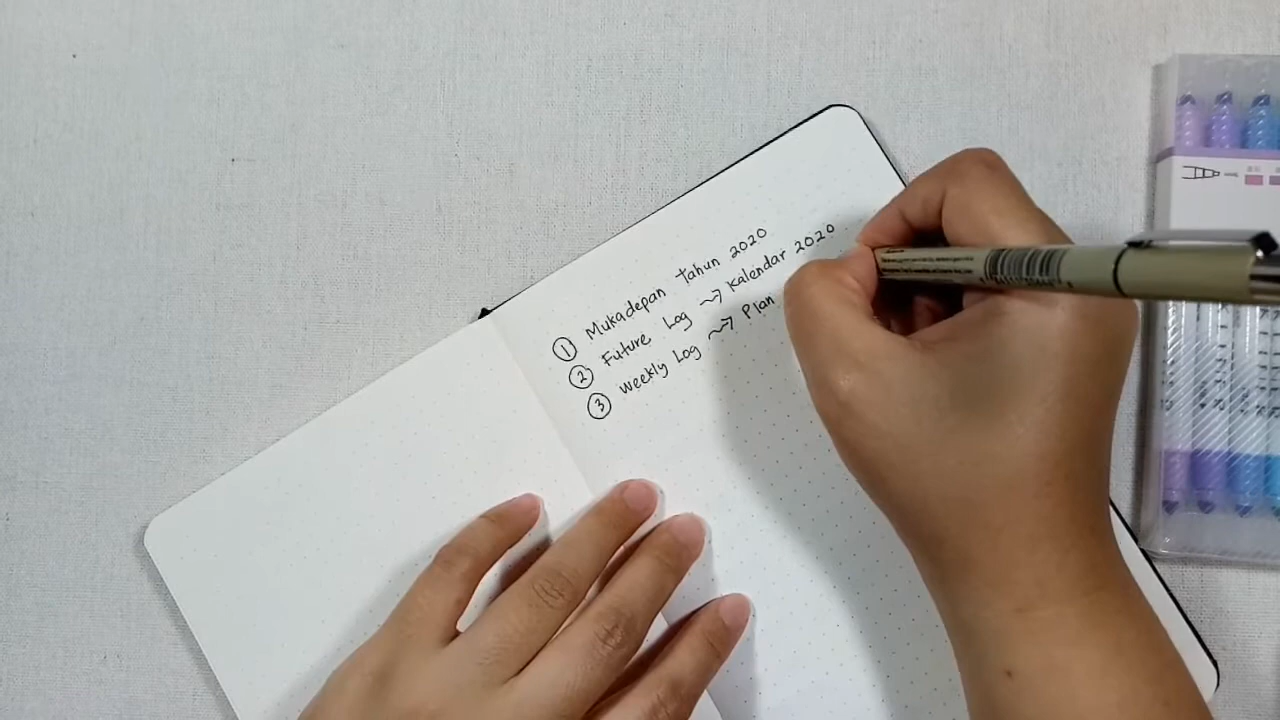 ① Mukadepan Tahun 2020
② Future Log ⤳ Kalendar 2020
③ Weekly Log ⤳ Plan